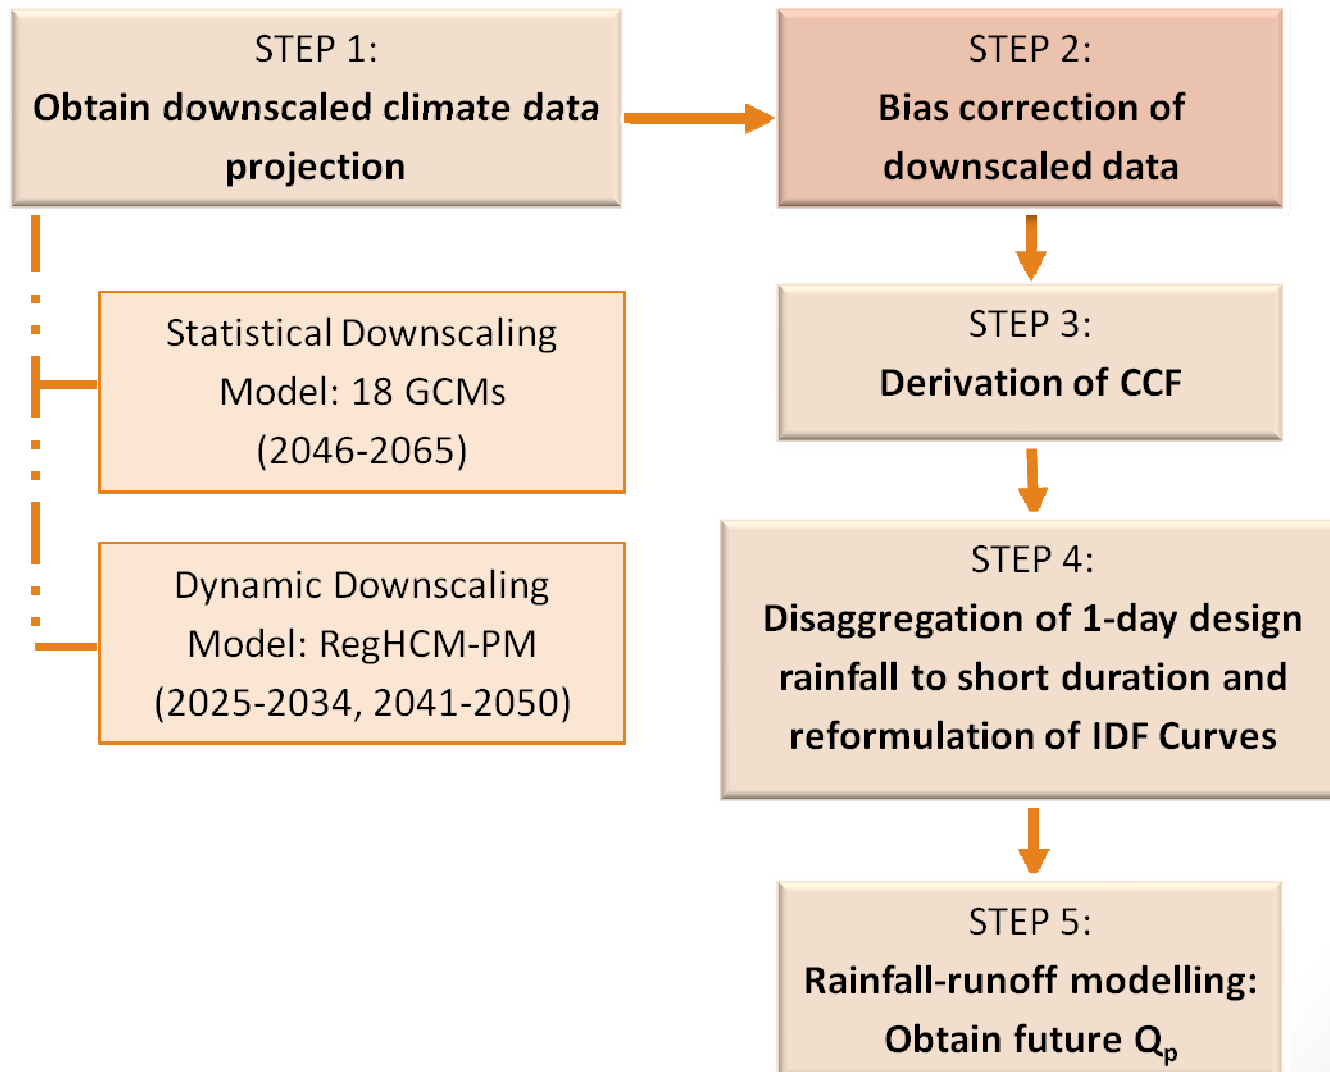 STEP 1:
Obtain downscaled climate data
projection
STEP 2:
Bias correction of
downscaled data
Statistical Downscaling
Model: 18 GCMs
(2046-2065)
Dynamic Downscaling
Model: RegHCM-PM
(2025-2034, 2041-2050)
STEP 3:
Derivation of CCF
STEP 4:
Disaggregation of 1-day design
rainfall to short duration and
reformulation of IDF Curves
STEP 5:
Rainfall-runoff modelling:
Obtain future Qp